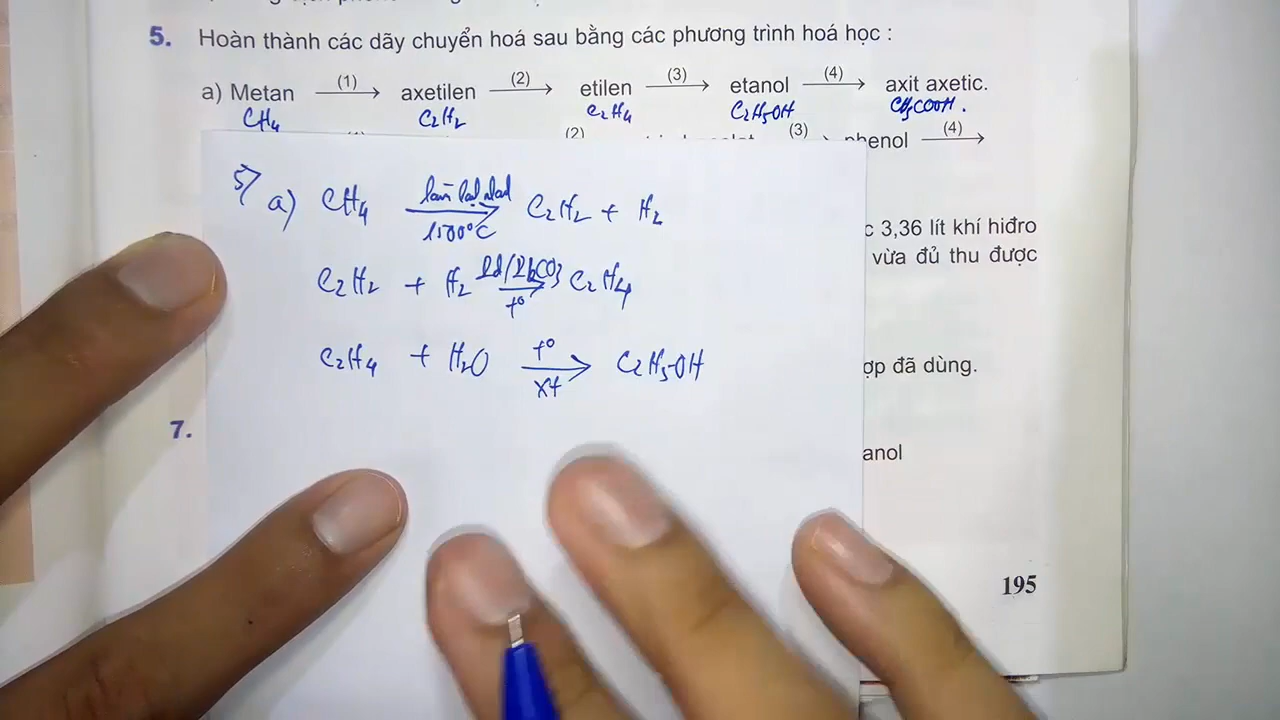 5. Hoàn thành các dãy chuyển hoá sau bằng các phương trình hoá học :
a) Metan (1)→ axetilen (2)→ etilen (3)→ etanol (4)→ axit axetic.
CH4 C2H2 C2H4 C2H5OH CH3COOH.
(2) (3) phenol (4)→
5) a) CH4 làm lạnh nhanh→ 1500°C C2H2 + H2
c 3,36 lít khí hiđro
vừa đủ thu được
C2H2 + H2 Pd/PbCO3→ t° C2H4
C2H4 + H2O t°→ xt C2H5OH
ợp đã dùng.
7.
anol
195